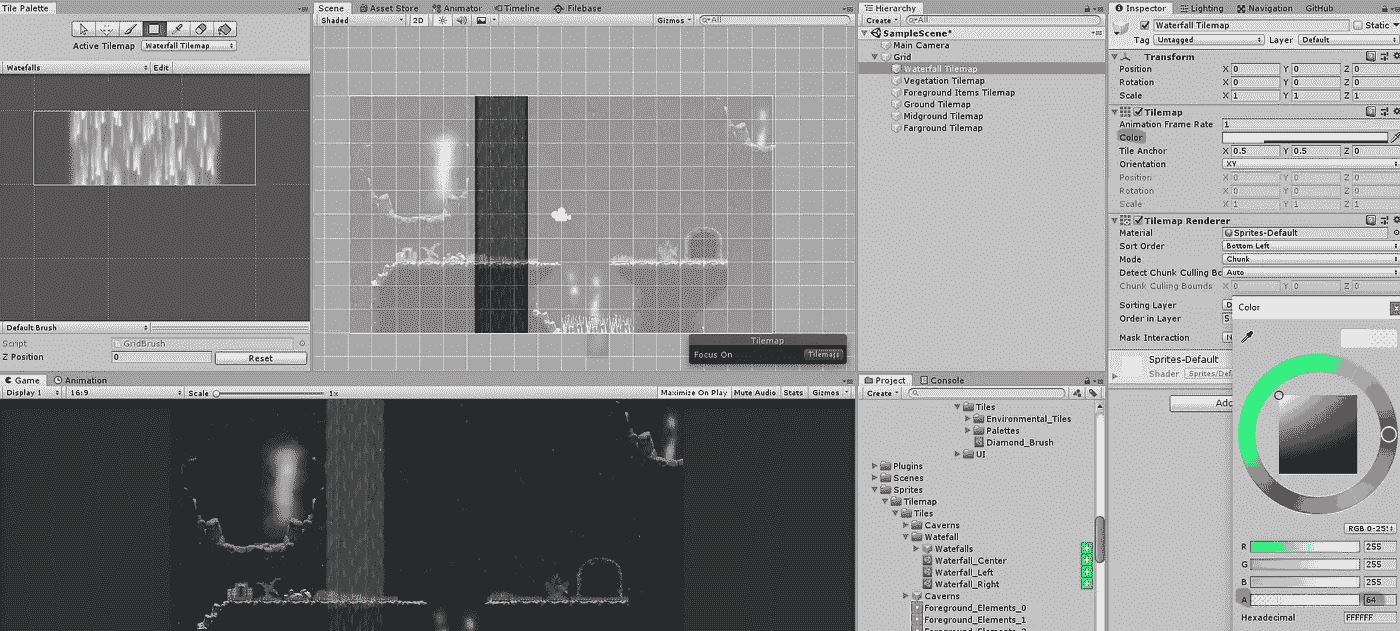 Tile Palette
Active Tilemap Waterfall Tilemap
Watefalls Edit
Default Brush
Script GridBrush
Z Position 0 Reset
Scene Asset Store Animator Timeline Filebase
Shaded 2D Gizmos All
Tilemap
Focus On Tilemaps
Game Animation
Display 1 16:9 Scale 1x Maximize On Play Mute Audio Stats Gizmos
Hierarchy
Create All
SampleScene*
Main Camera
Grid
Waterfall Tilemap
Vegetation Tilemap
Foreground Items Tilemap
Ground Tilemap
Midground Tilemap
Farground Tilemap
Project Console
Create
Tiles
Environmental_Tiles
Palettes
Diamond_Brush
UI
Plugins
Scenes
Sprites
Tilemap
Tiles
Caverns
Watefall
Watefalls
Waterfall_Center
Waterfall_Left
Waterfall_Right
Caverns
Foreground_Elements_0
Foreground_Elements_1
Inspector Lighting Navigation GitHub
Waterfall Tilemap Static
Tag Untagged Layer Default
Transform
Position X 0 Y 0 Z 0
Rotation X 0 Y 0 Z 0
Scale X 1 Y 1 Z 1
Tilemap
Animation Frame Rate 1
Color
Tile Anchor X 0.5 Y 0.5 Z 0
Orientation XY
Position X 0 Y 0 Z 0
Rotation X 0 Y 0 Z 0
Scale X 1 Y 1 Z 1
Tilemap Renderer
Material Sprites-Default
Sort Order Bottom Left
Mode Chunk
Detect Chunk Culling Bo Auto
Chunk Culling Bounds X 0 Y 0 Z 0
Sorting Layer D
Order in Layer 5
Mask Interaction N
Sprites-Default
Shader Sprites/Def
Add
Color
RGB 0-255
R 255
G 255
B 255
A 64
Hexadecimal FFFFFF